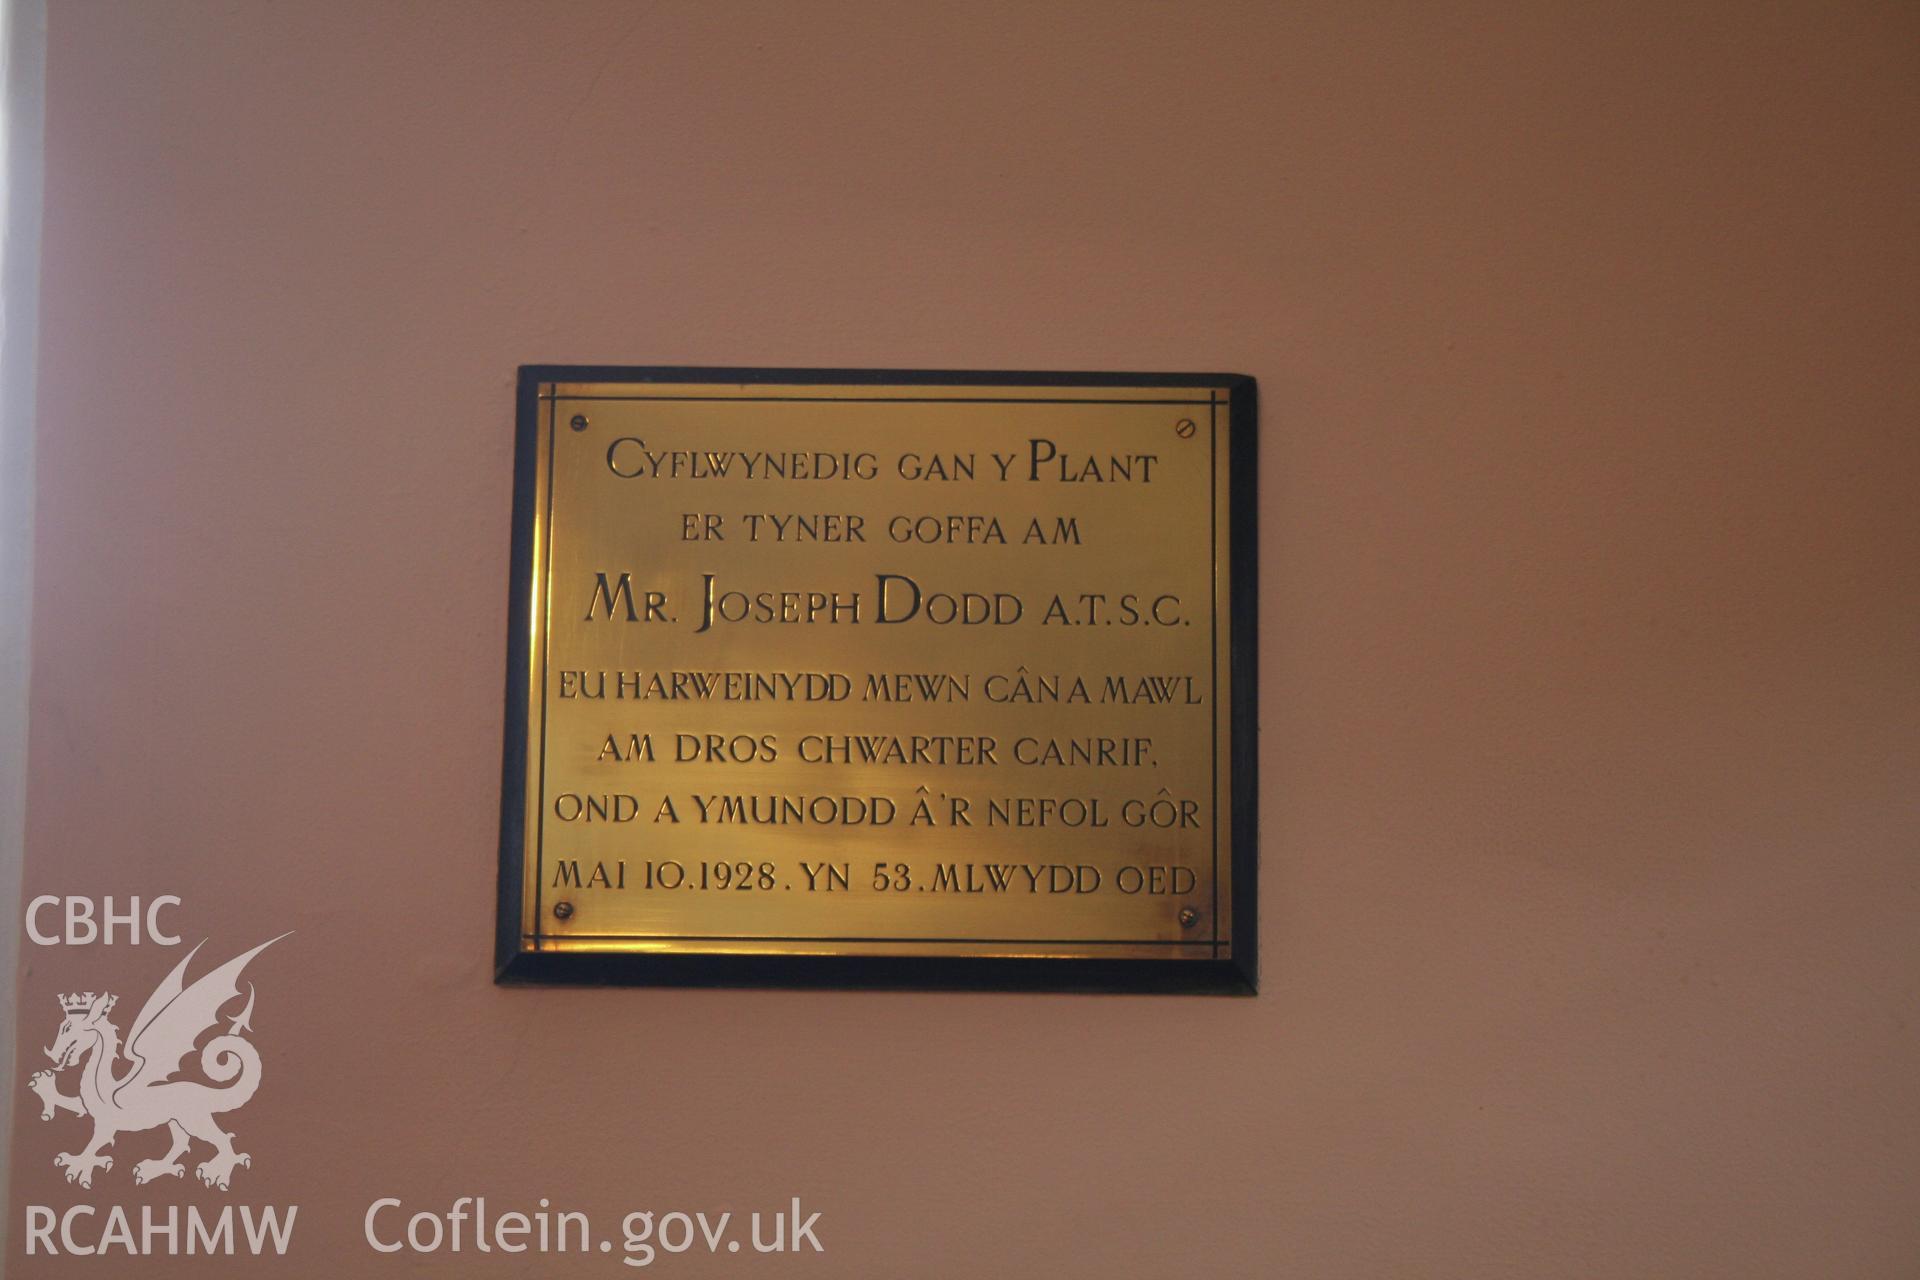 Cyflwynedig gan y Plant
er tyner goffa am
Mr. Joseph Dodd A.T.S.C.
eu harweinydd mewn cân a mawl
am dros chwarter canrif,
ond a ymunodd â'r nefol gôr
Mai 10.1928. yn 53. mlwydd oed
CBHC
RCAHMW
Coflein.gov.uk